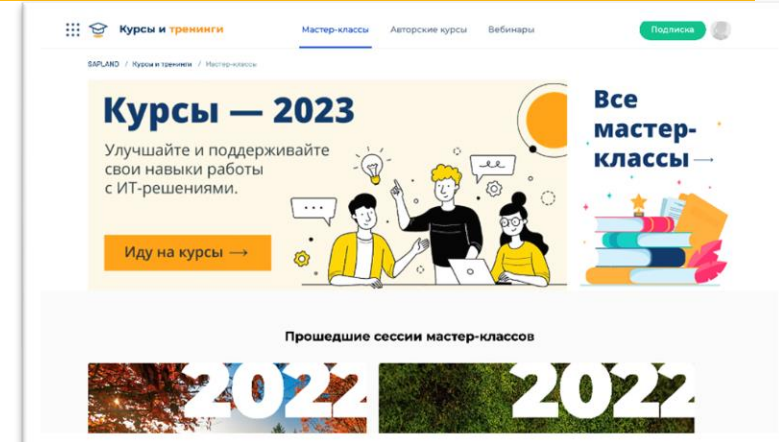 Курсы и тренинги
Мастер-классы Авторские курсы Вебинары
Подписка
SAPLAND / Курсы и тренинги / Мастер-классы
Курсы — 2023
Улучшайте и поддерживайте
свои навыки работы
с ИТ-решениями.
Иду на курсы →
Все
мастер-
классы →
Прошедшие сессии мастер-классов
2022
2022